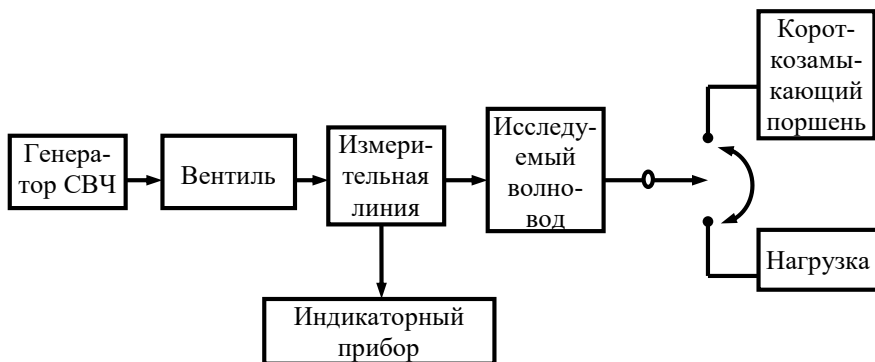 Генера-
тор СВЧ
Вентиль
Измери-
тельная
линия
Исследу-
емый
волно-
вод
Корот-
козамы-
кающий
поршень
Нагрузка
Индикаторный
прибор